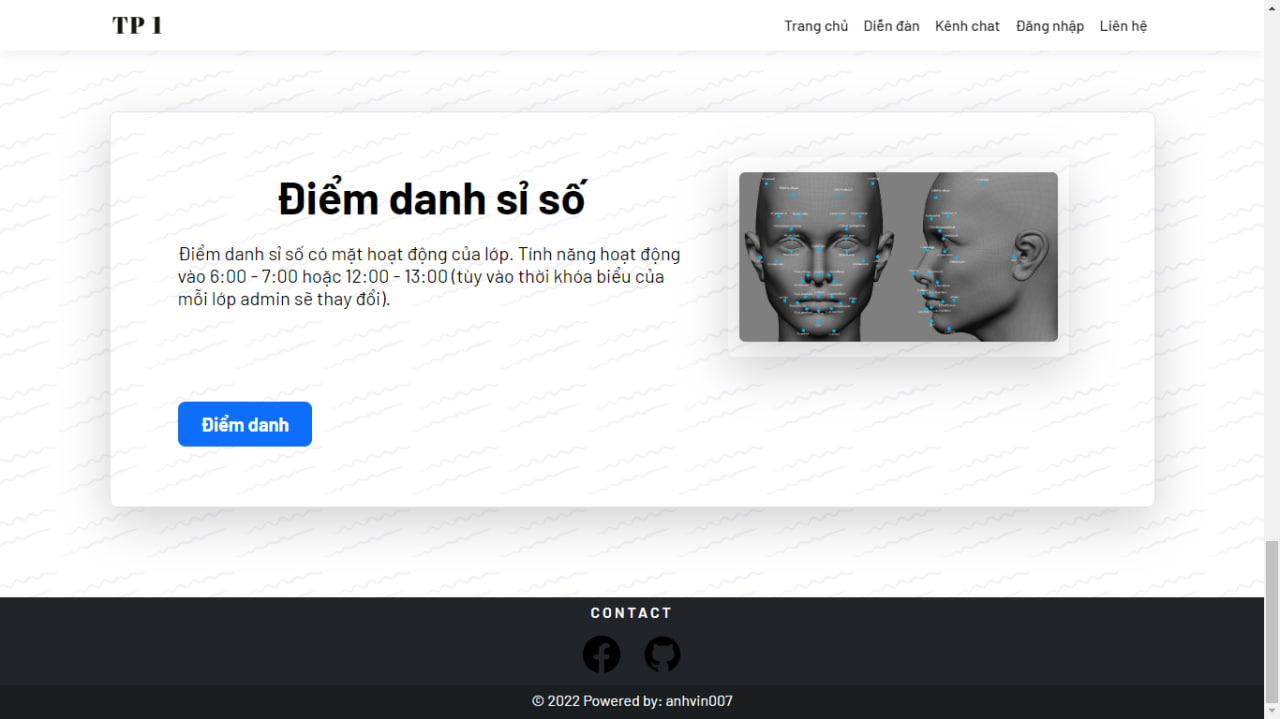 TP 1
Trang chủ Diễn đàn Kênh chat Đăng nhập Liên hệ
Điểm danh sỉ số
Điểm danh sỉ số có mặt hoạt động của lớp. Tính năng hoạt động
vào 6:00 - 7:00 hoặc 12:00 - 13:00 (tùy vào thời khóa biểu của
mỗi lớp admin sẽ thay đổi).
Điểm danh
CONTACT
© 2022 Powered by: anhvin007